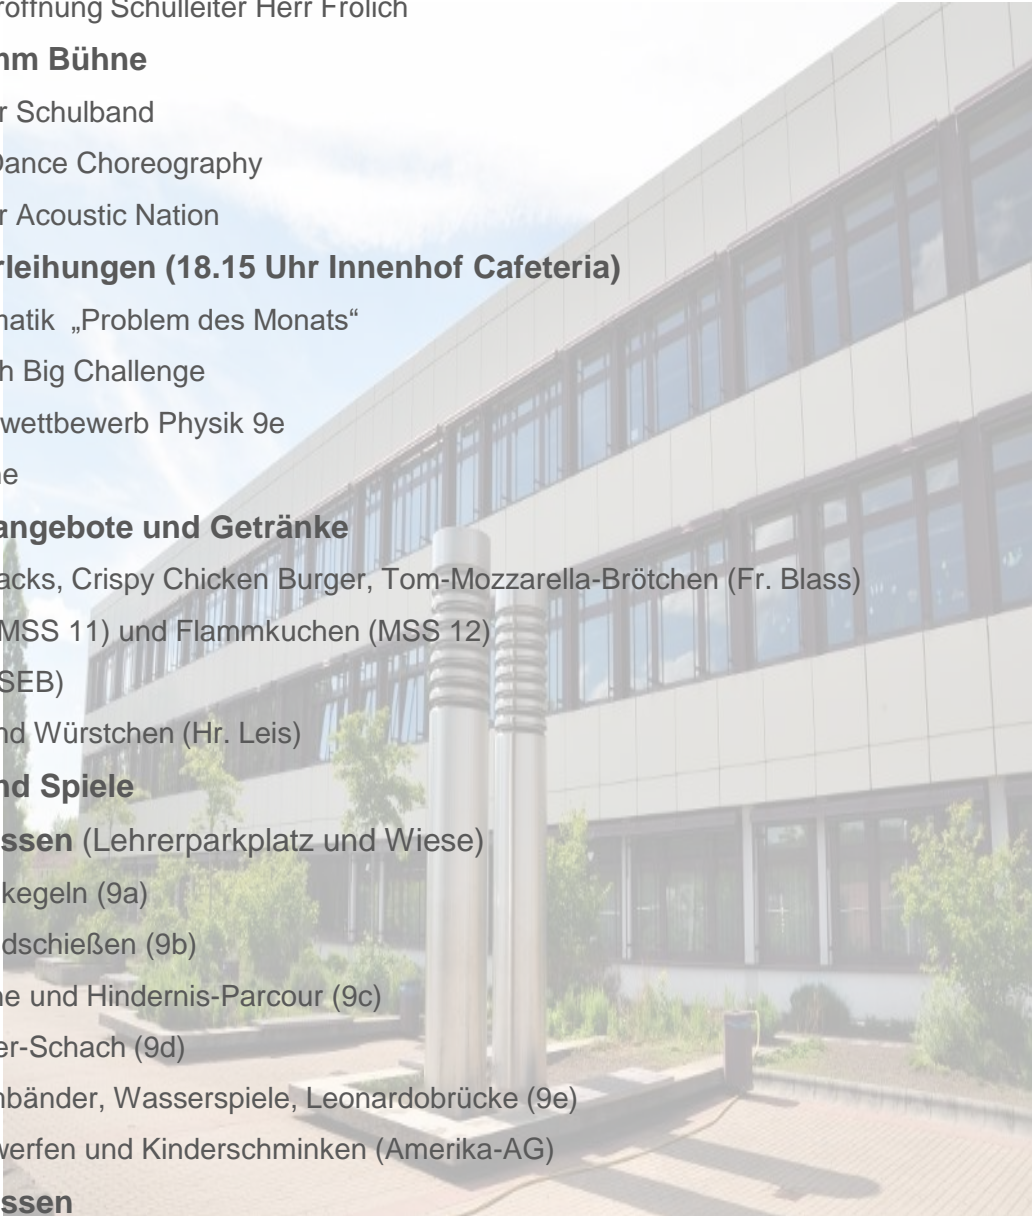 röffnung Schulleiter Herr Frölich
mm Bühne
r Schulband
Dance Choreography
r Acoustic Nation
rleihungen (18.15 Uhr Innenhof Cafeteria)
natik „Problem des Monats“
h Big Challenge
wettbewerb Physik 9e
ne
angebote und Getränke
acks, Crispy Chicken Burger, Tom-Mozzarella-Brötchen (Fr. Blass)
MSS 11) und Flammkuchen (MSS 12)
SEB)
nd Würstchen (Hr. Leis)
nd Spiele
ssen (Lehrerparkplatz und Wiese)
kegeln (9a)
dschießen (9b)
ne und Hindernis-Parcour (9c)
er-Schach (9d)
nbänder, Wasserspiele, Leonardobrücke (9e)
werfen und Kinderschminken (Amerika-AG)
ssen